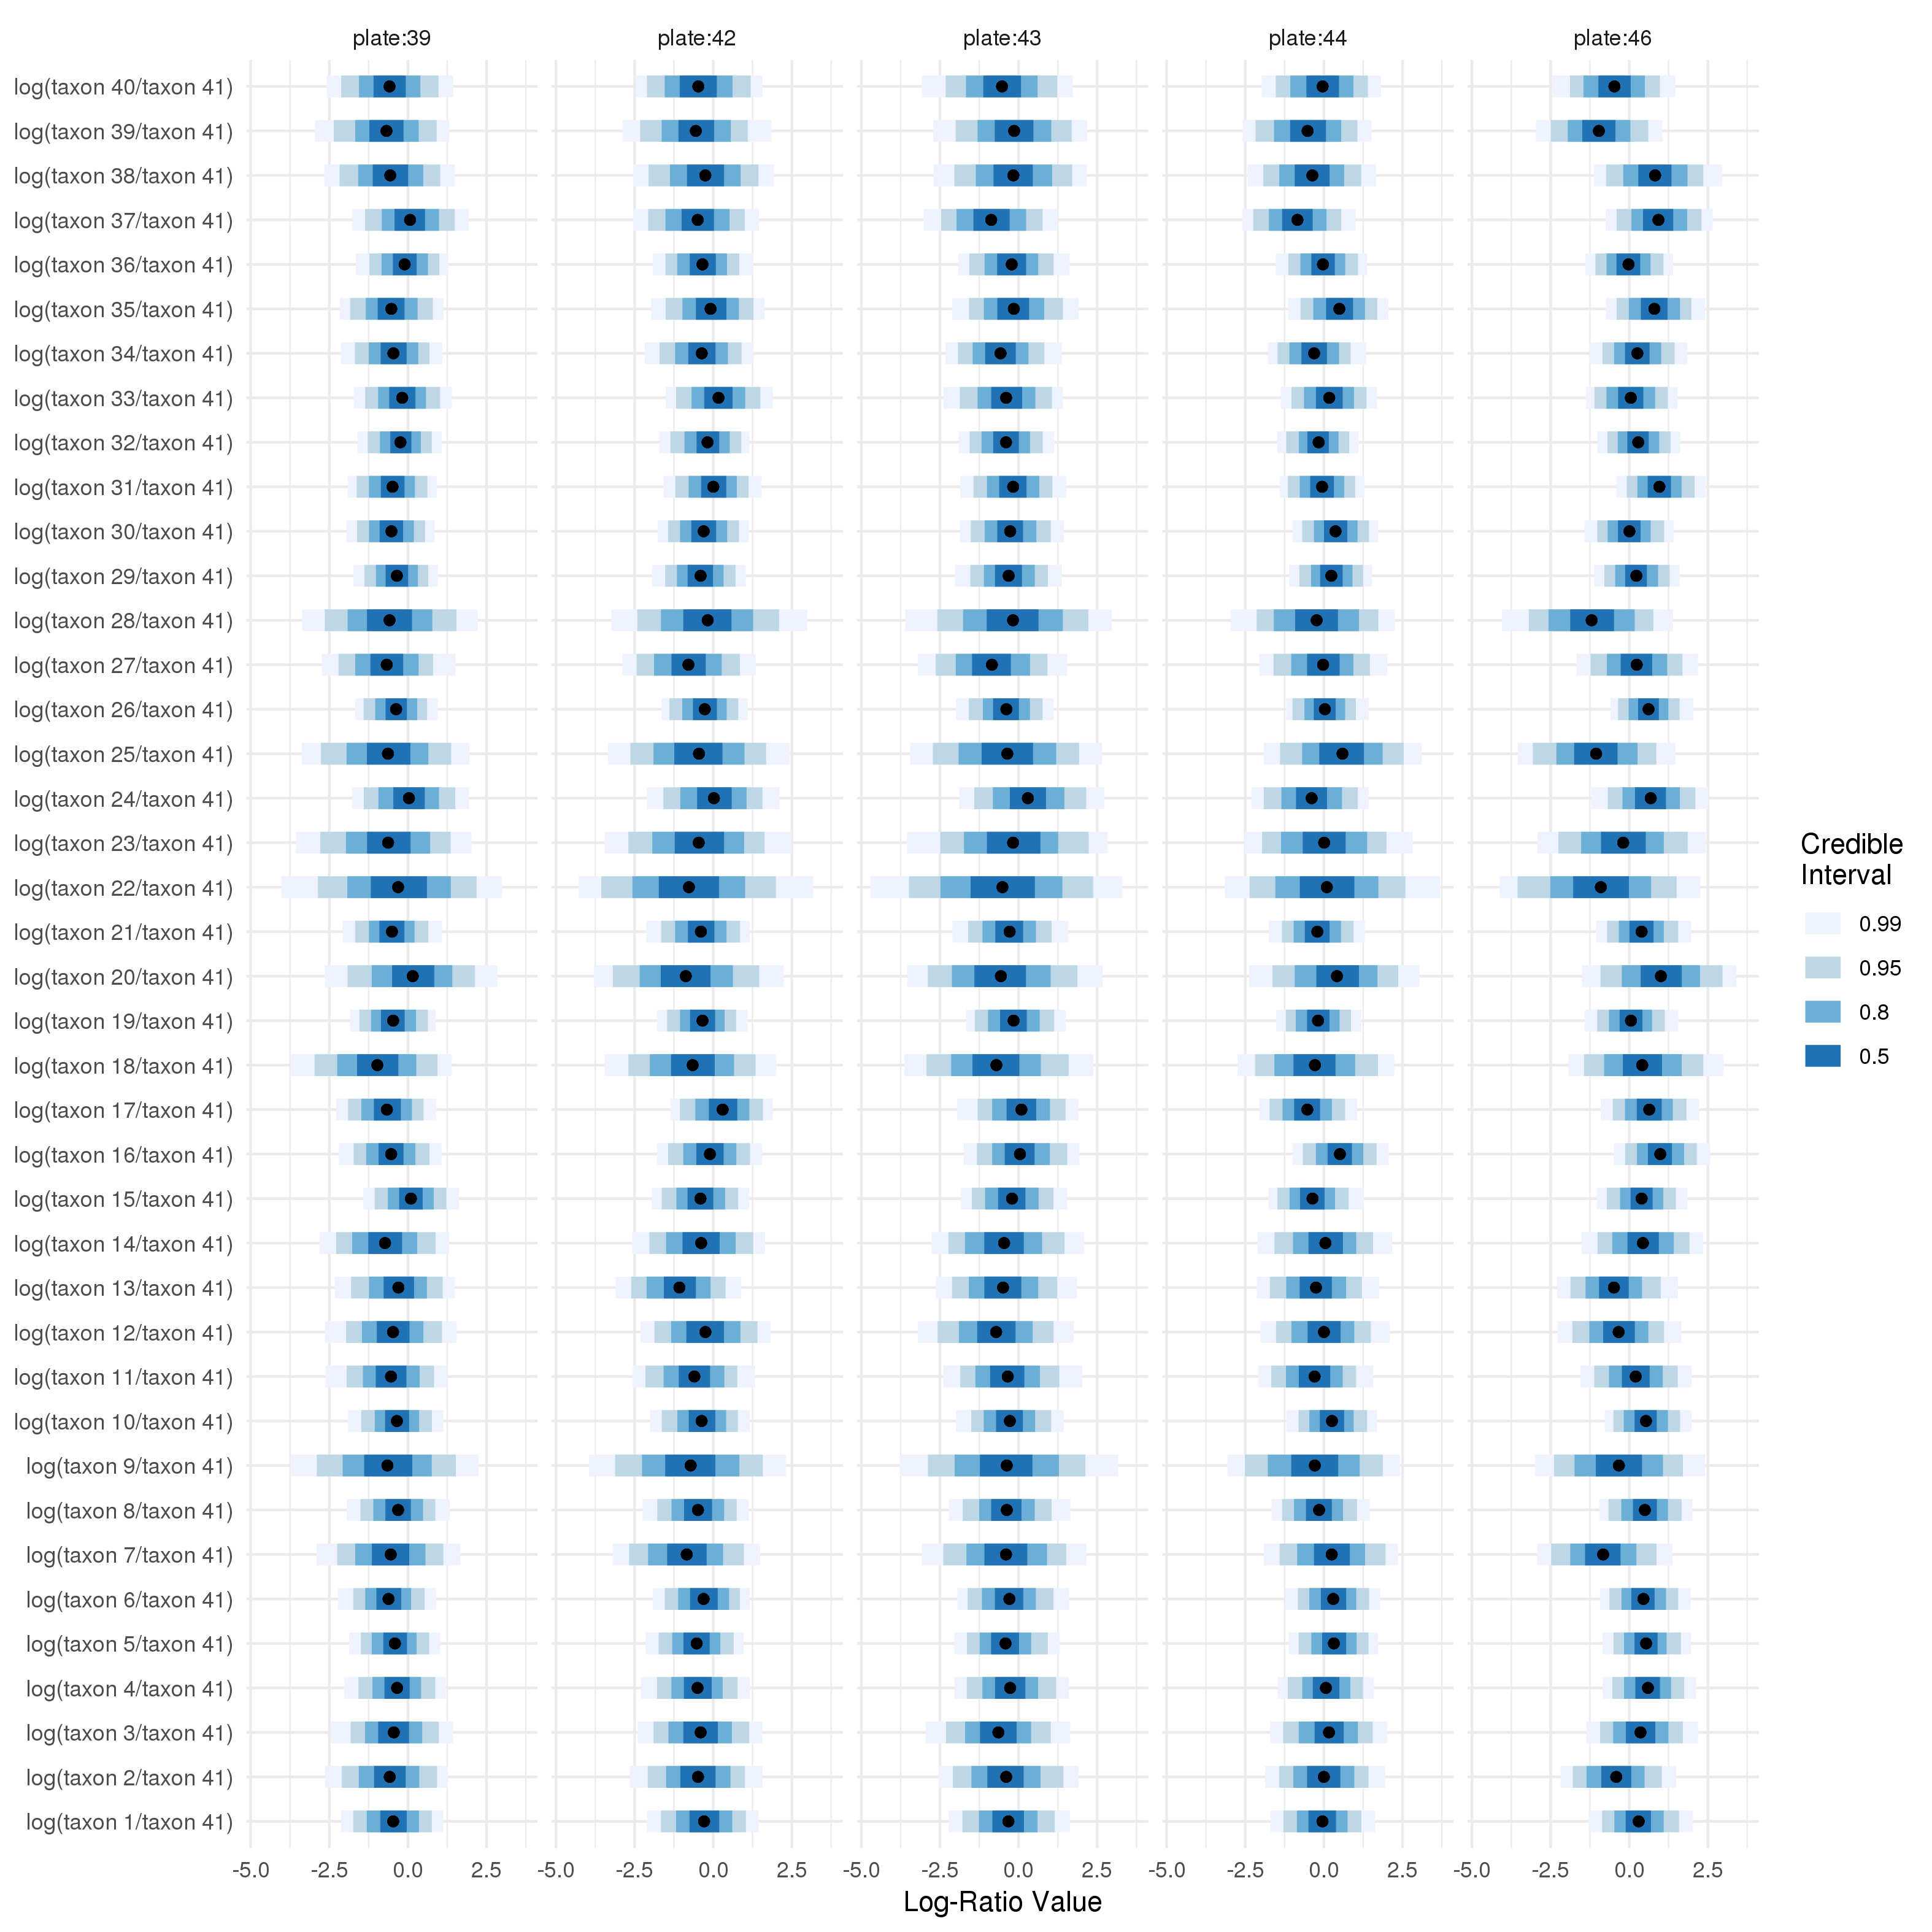 plate:39 plate:42 plate:43 plate:44 plate:46
log(taxon 40/taxon 41)
log(taxon 39/taxon 41)
log(taxon 38/taxon 41)
log(taxon 37/taxon 41)
log(taxon 36/taxon 41)
log(taxon 35/taxon 41)
log(taxon 34/taxon 41)
log(taxon 33/taxon 41)
log(taxon 32/taxon 41)
log(taxon 31/taxon 41)
log(taxon 30/taxon 41)
log(taxon 29/taxon 41)
log(taxon 28/taxon 41)
log(taxon 27/taxon 41)
log(taxon 26/taxon 41)
log(taxon 25/taxon 41)
log(taxon 24/taxon 41)
log(taxon 23/taxon 41)
log(taxon 22/taxon 41)
log(taxon 21/taxon 41)
log(taxon 20/taxon 41)
log(taxon 19/taxon 41)
log(taxon 18/taxon 41)
log(taxon 17/taxon 41)
log(taxon 16/taxon 41)
log(taxon 15/taxon 41)
log(taxon 14/taxon 41)
log(taxon 13/taxon 41)
log(taxon 12/taxon 41)
log(taxon 11/taxon 41)
log(taxon 10/taxon 41)
log(taxon 9/taxon 41)
log(taxon 8/taxon 41)
log(taxon 7/taxon 41)
log(taxon 6/taxon 41)
log(taxon 5/taxon 41)
log(taxon 4/taxon 41)
log(taxon 3/taxon 41)
log(taxon 2/taxon 41)
log(taxon 1/taxon 41)
-5.0 -2.5 0.0 2.5 -5.0 -2.5 0.0 2.5 -5.0 -2.5 0.0 2.5 -5.0 -2.5 0.0 2.5 -5.0 -2.5 0.0 2.5
Log-Ratio Value
Credible
Interval
0.99
0.95
0.8
0.5